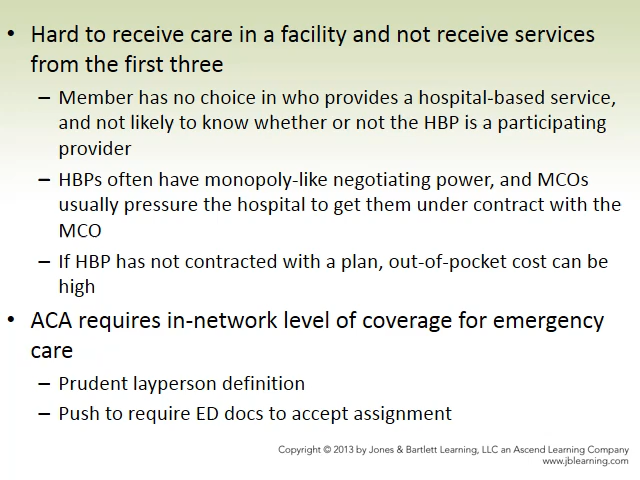 • Hard to receive care in a facility and not receive services
from the first three
– Member has no choice in who provides a hospital-based service,
and not likely to know whether or not the HBP is a participating
provider
– HBPs often have monopoly-like negotiating power, and MCOs
usually pressure the hospital to get them under contract with the
MCO
– If HBP has not contracted with a plan, out-of-pocket cost can be
high
• ACA requires in-network level of coverage for emergency
care
– Prudent layperson definition
– Push to require ED docs to accept assignment
Copyright © 2013 by Jones & Bartlett Learning, LLC an Ascend Learning Company
www.jblearning.com